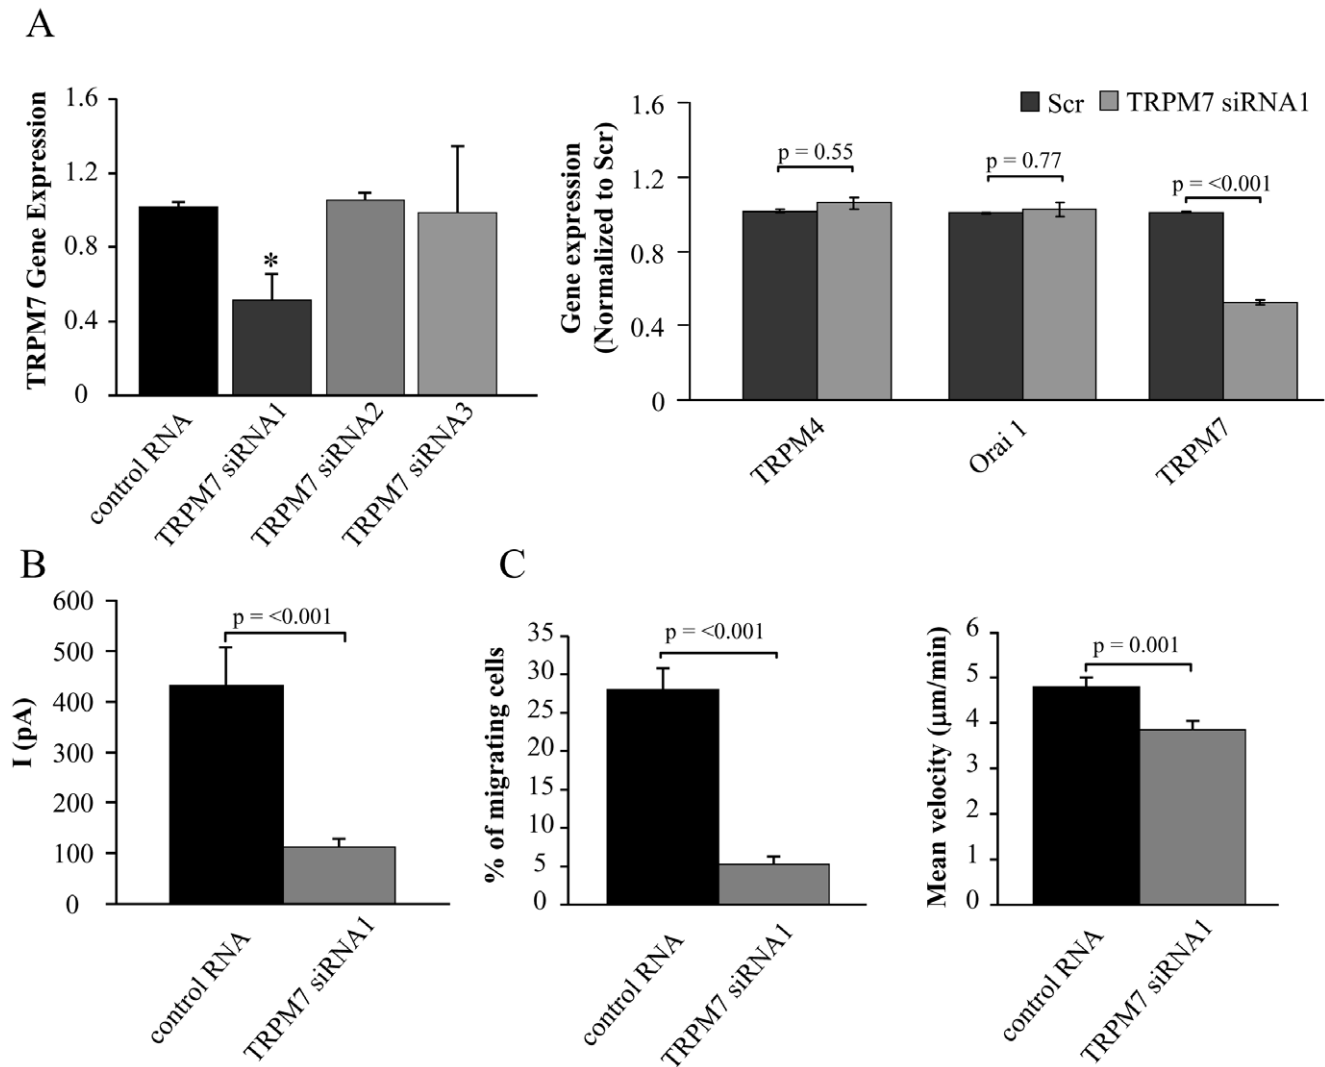 A
TRPM7 Gene Expression
1.6
1.2
0.8
0.4
0
*
control RNA
TRPM7 siRNA1
TRPM7 siRNA2
TRPM7 siRNA3
Gene expression
(Normalized to Scr)
1.6
1.2
0.8
0.4
0
Scr
TRPM7 siRNA1
p = 0.55
p = 0.77
p = <0.001
TRPM4
Orai 1
TRPM7
B
I (pA)
600
500
400
300
200
100
0
p = <0.001
control RNA
TRPM7 siRNA1
C
% of migrating cells
35
30
25
20
15
10
5
0
p = <0.001
control RNA
TRPM7 siRNA1
Mean velocity (µm/min)
6
5
4
3
2
1
0
p = 0.001
control RNA
TRPM7 siRNA1